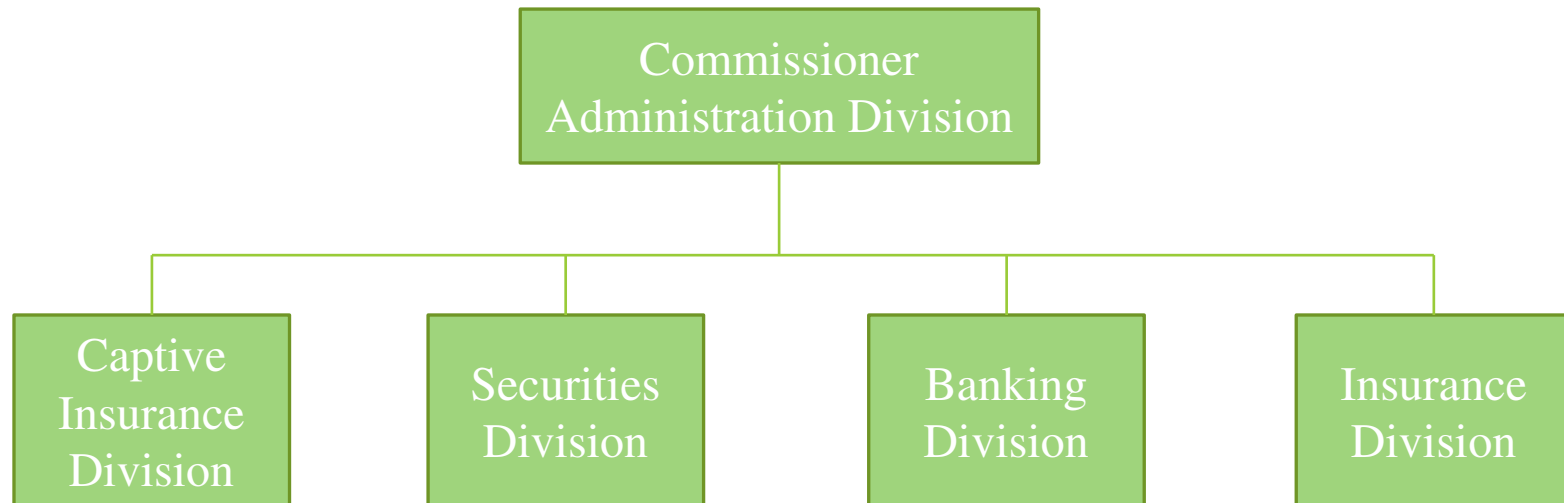 Commissioner
Administration Division
Captive
Insurance
Division
Securities
Division
Banking
Division
Insurance
Division